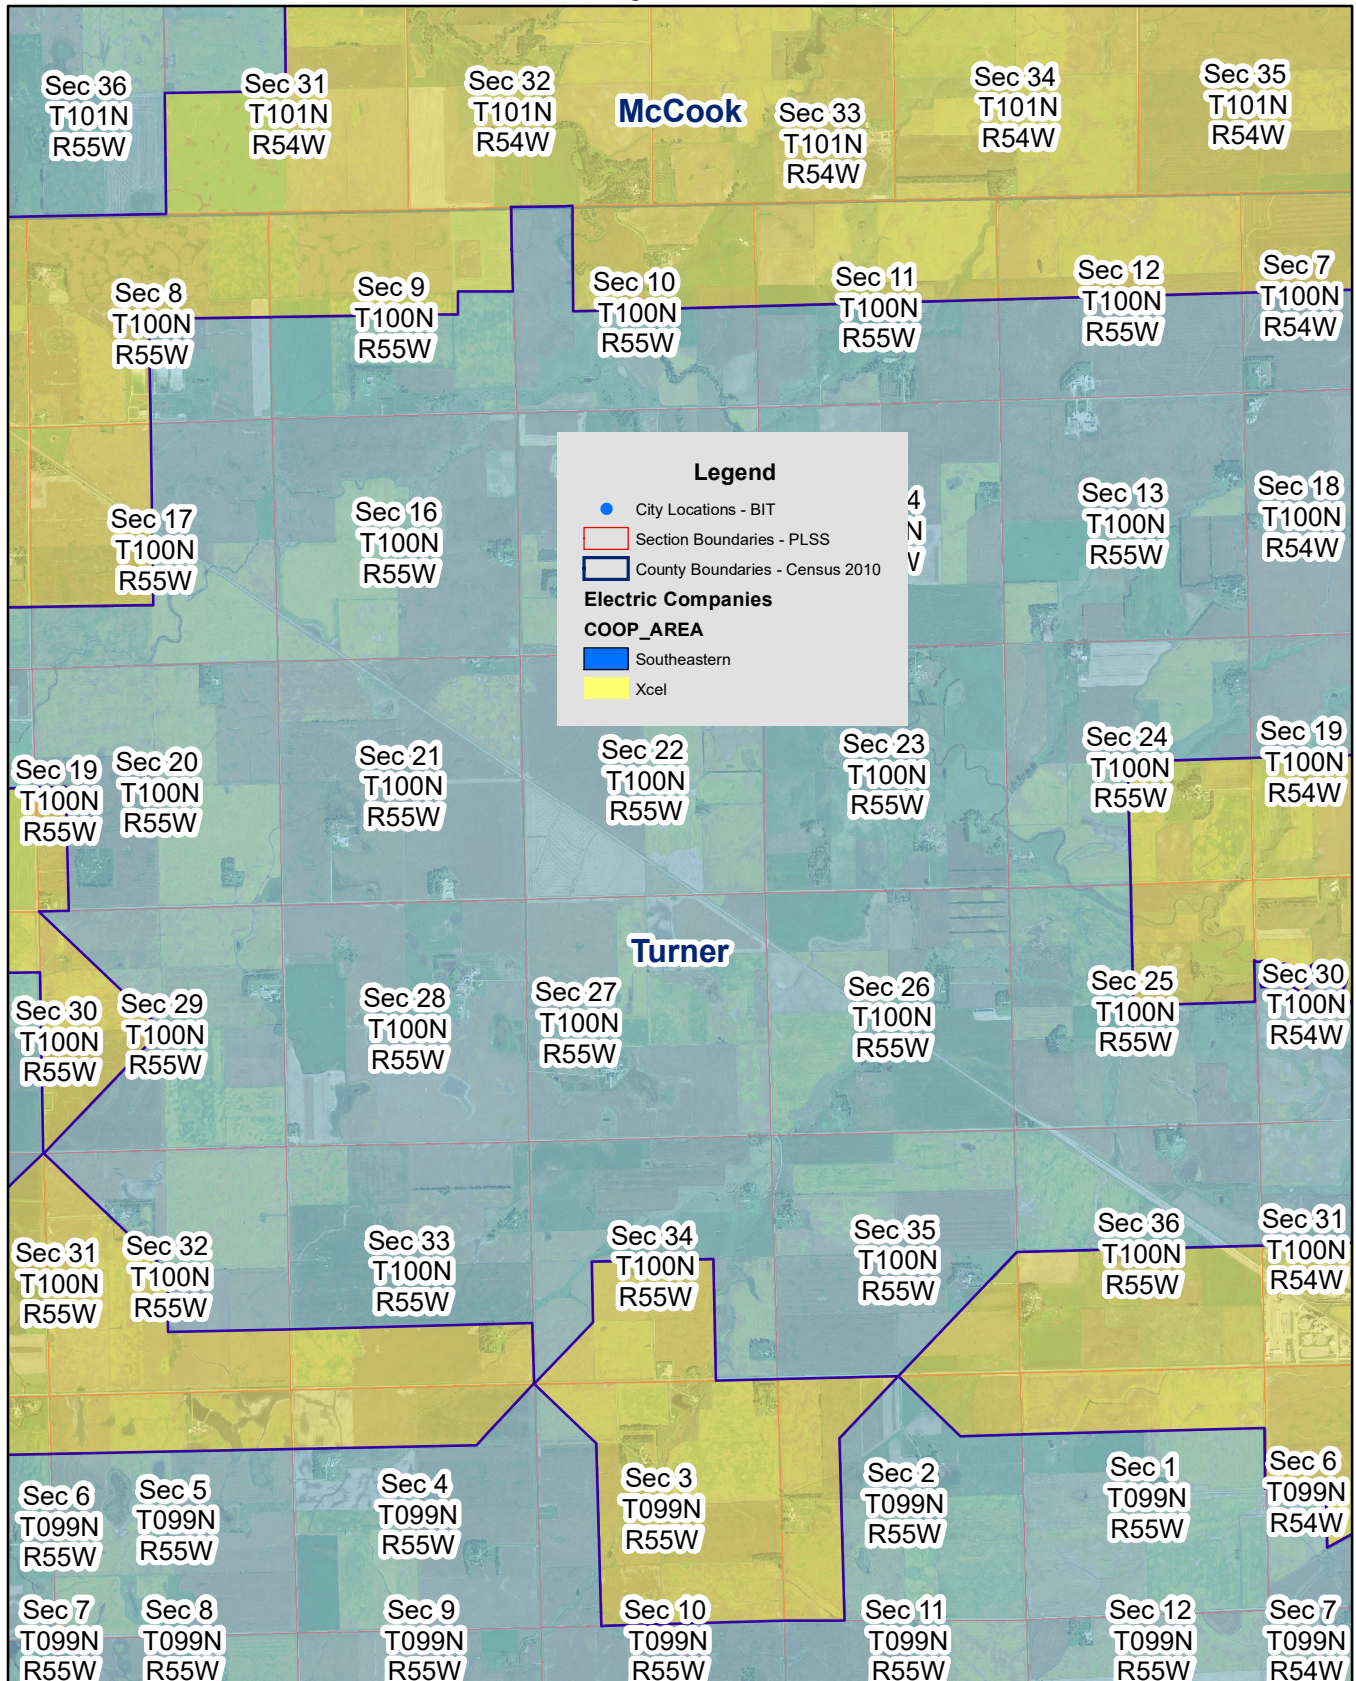 Sec 36
T101N
R55W
Sec 31
T101N
R54W
Sec 32
T101N
R54W
McCook
Sec 33
T101N
R54W
Sec 34
T101N
R54W
Sec 35
T101N
R54W
Sec 8
T100N
R55W
Sec 9
T100N
R55W
Sec 10
T100N
R55W
Sec 11
T100N
R55W
Sec 12
T100N
R55W
Sec 7
T100N
R54W
Sec 17
T100N
R55W
Sec 16
T100N
R55W
Legend
City Locations - BIT
Section Boundaries - PLSS
County Boundaries - Census 2010
Electric Companies
COOP_AREA
Southeastern
Xcel
4
N
Sec 13
T100N
R55W
Sec 18
T100N
R54W
Sec 19
T100N
R55W
Sec 20
T100N
R55W
Sec 21
T100N
R55W
Sec 22
T100N
R55W
Sec 23
T100N
R55W
Sec 24
T100N
R55W
Sec 19
T100N
R54W
Turner
Sec 30
T100N
R55W
Sec 29
T100N
R55W
Sec 28
T100N
R55W
Sec 27
T100N
R55W
Sec 26
T100N
R55W
Sec 25
T100N
R55W
Sec 30
T100N
R54W
Sec 31
T100N
R55W
Sec 32
T100N
R55W
Sec 33
T100N
R55W
Sec 34
T100N
R55W
Sec 35
T100N
R55W
Sec 36
T100N
R55W
Sec 31
T100N
R54W
Sec 6
T099N
R55W
Sec 5
T099N
R55W
Sec 4
T099N
R55W
Sec 3
T099N
R55W
Sec 2
T099N
R55W
Sec 1
T099N
R55W
Sec 6
T099N
R54W
Sec 7
T099N
R55W
Sec 8
T099N
R55W
Sec 9
T099N
R55W
Sec 10
T099N
R55W
Sec 11
T099N
R55W
Sec 12
T099N
R55W
Sec 7
T099N
R54W